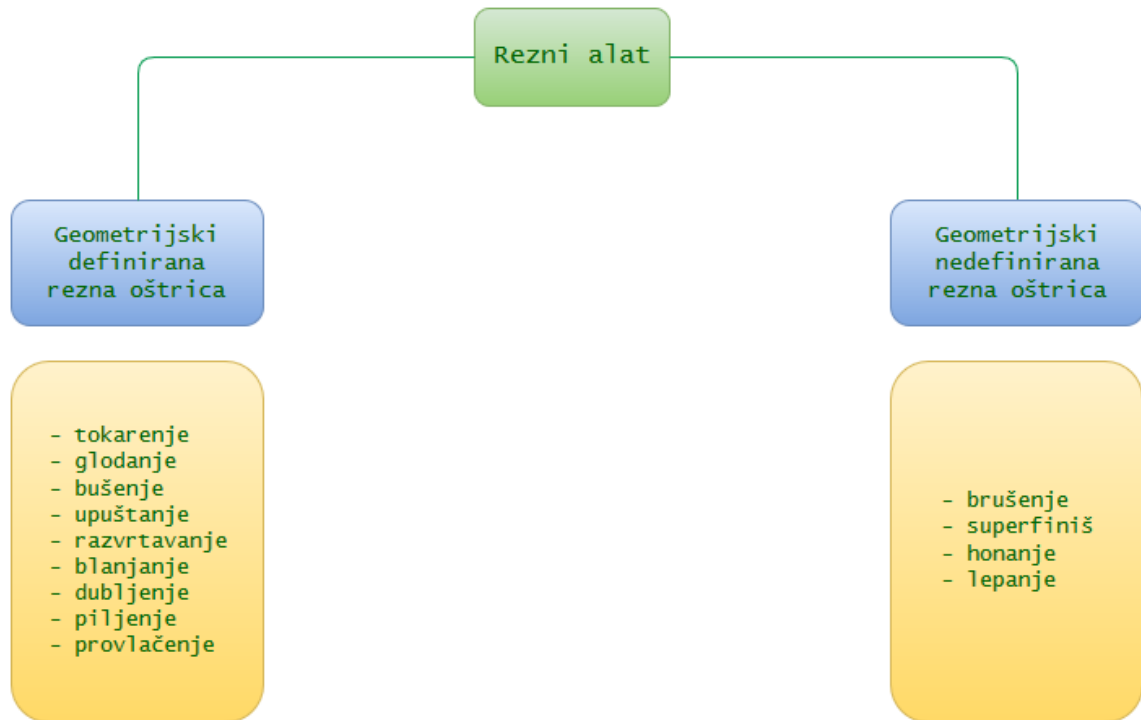 Rezni alat
Geometrijski
definirana
rezna oštrica
Geometrijski
nedefinirana
rezna oštrica
- tokarenje
- glodanje
- bušenje
- upuštanje
- razvrtavanje
- blanjanje
- dubljenje
- piljenje
- provlačenje
- brušenje
- superfiniš
- honanje
- lepanje